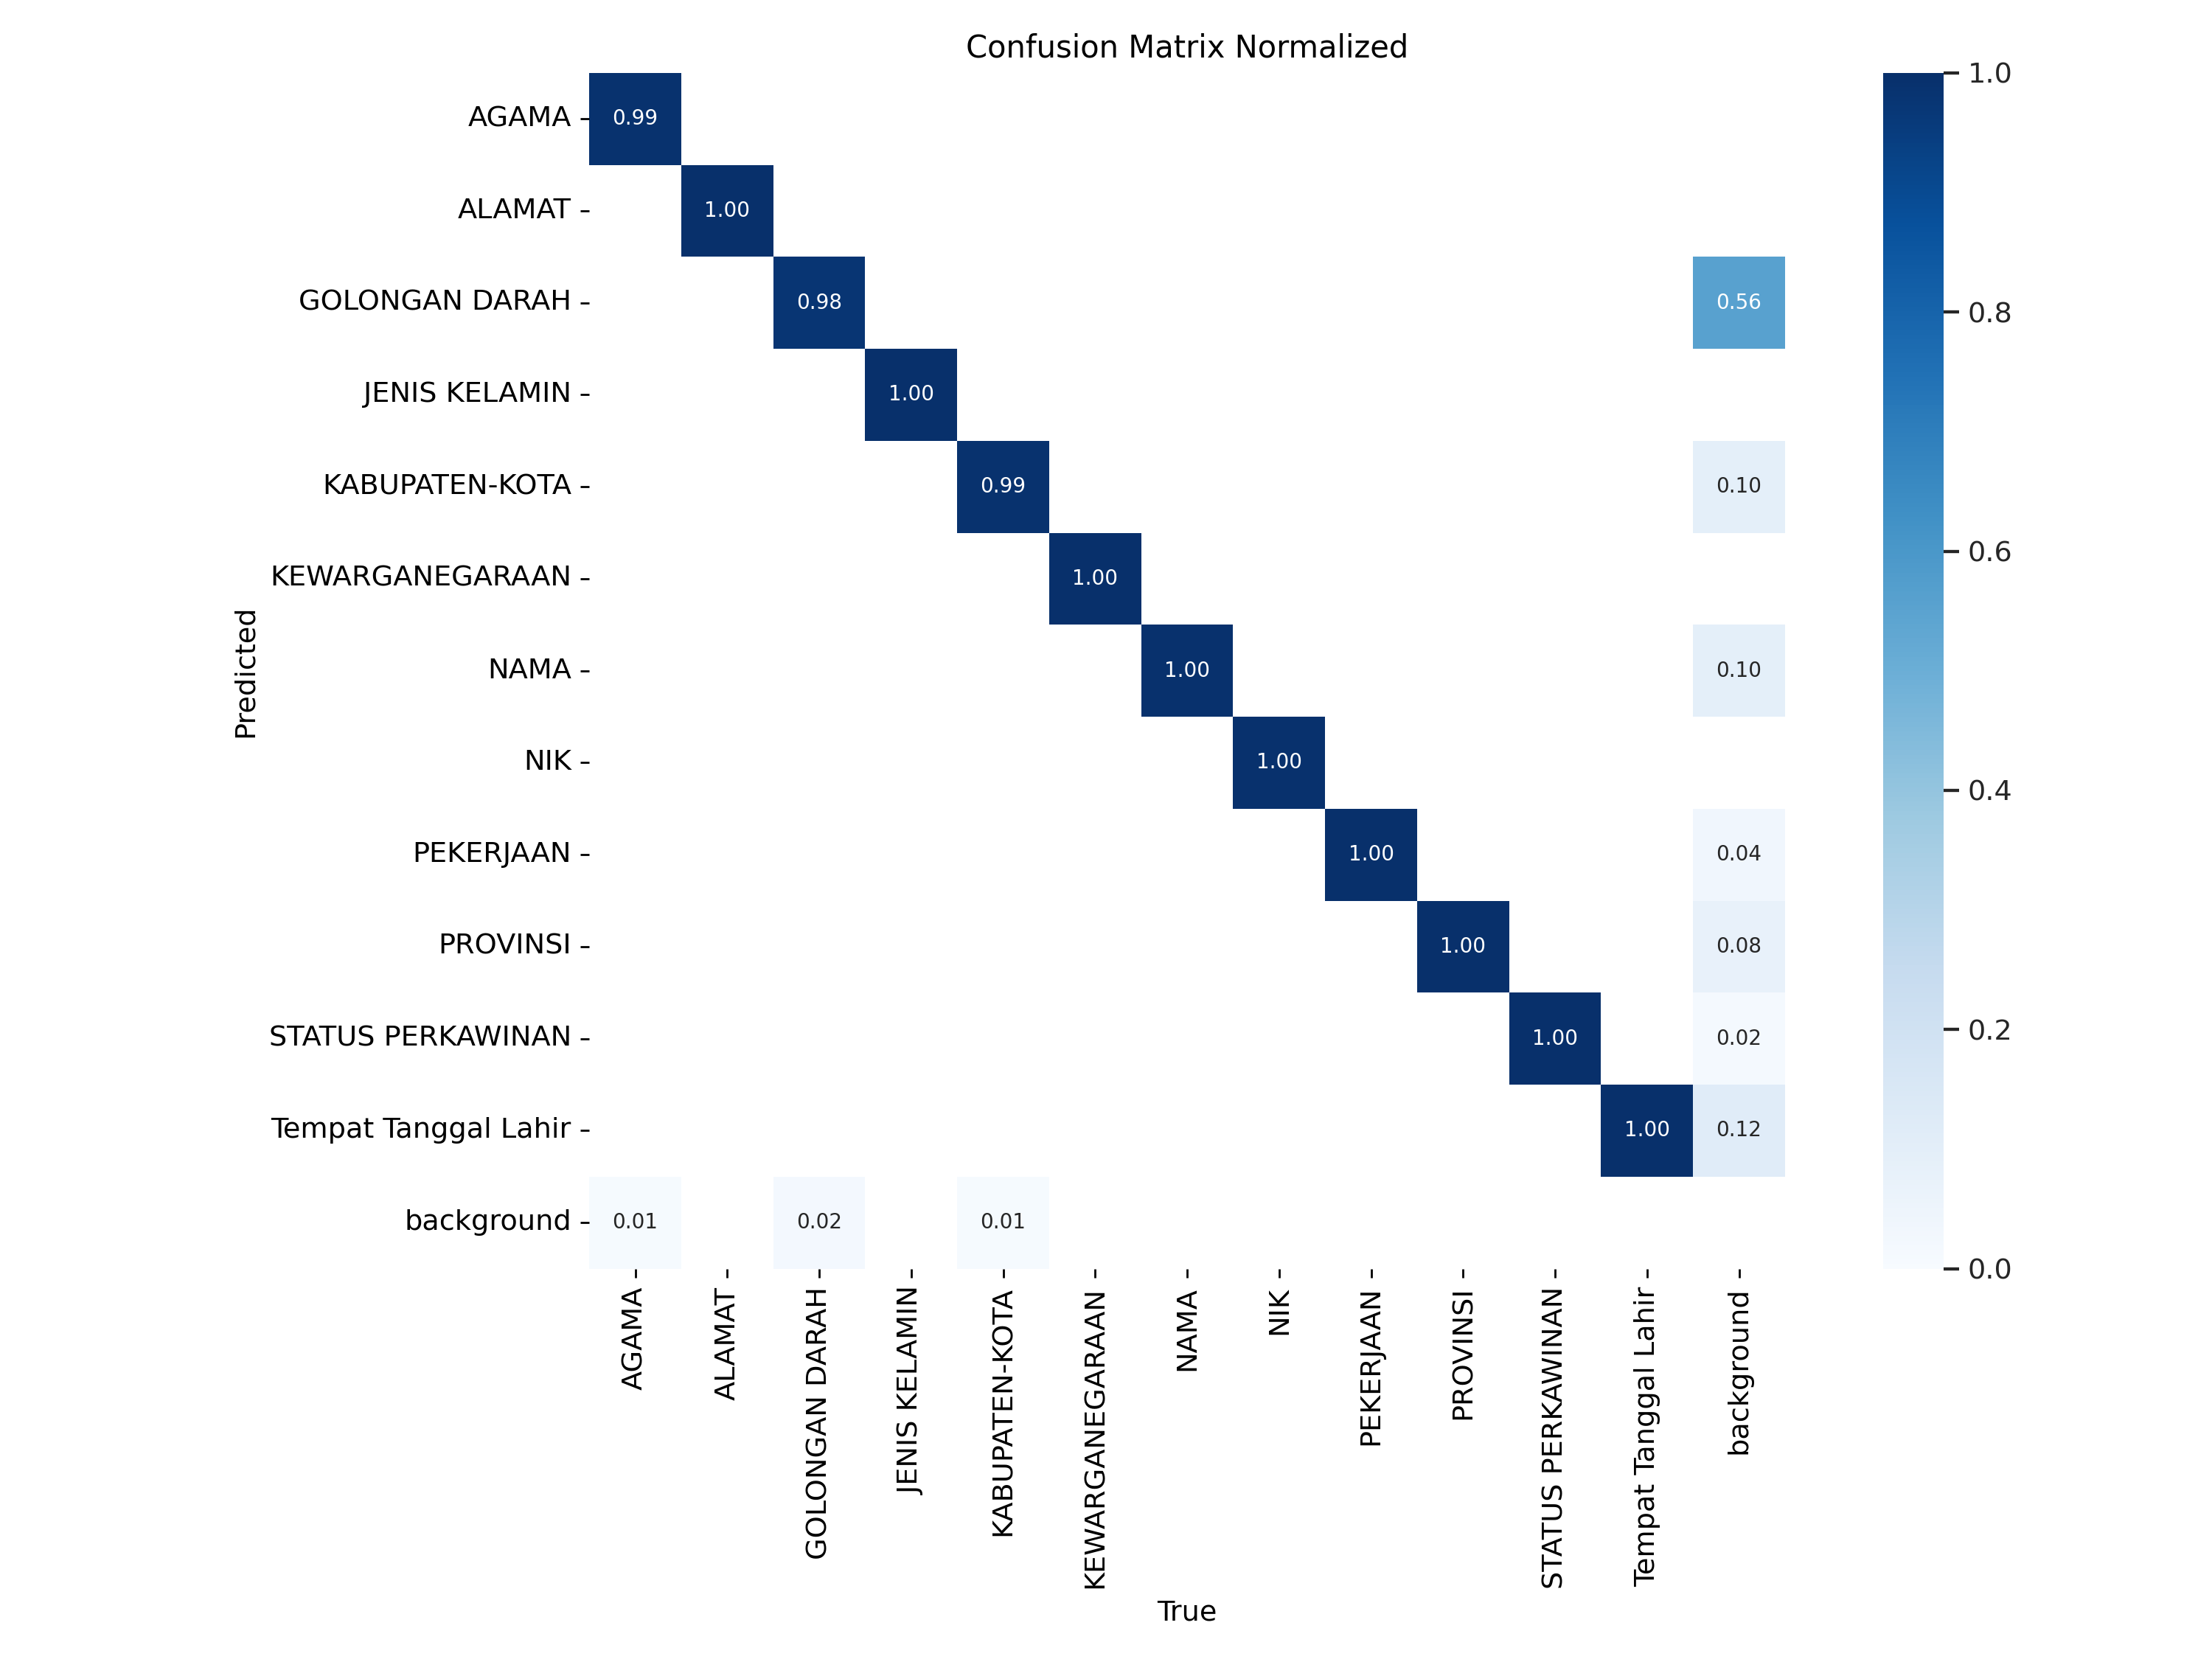 Confusion Matrix Normalized
AGAMA
0.99
ALAMAT
1.00
GOLONGAN DARAH
0.98
0.56
JENIS KELAMIN
1.00
KABUPATEN-KOTA
0.99
0.10
KEWARGANEGARAAN
1.00
NAMA
1.00
0.10
NIK
1.00
PEKERJAAN
1.00
0.04
PROVINSI
1.00
0.08
STATUS PERKAWINAN
1.00
0.02
Tempat Tanggal Lahir
1.00
0.12
background
0.01
0.02
0.01
Predicted
AGAMA
ALAMAT
GOLONGAN DARAH
JENIS KELAMIN
KABUPATEN-KOTA
KEWARGANEGARAAN
NAMA
NIK
PEKERJAAN
PROVINSI
STATUS PERKAWINAN
Tempat Tanggal Lahir
background
True
1.0
0.8
0.6
0.4
0.2
0.0